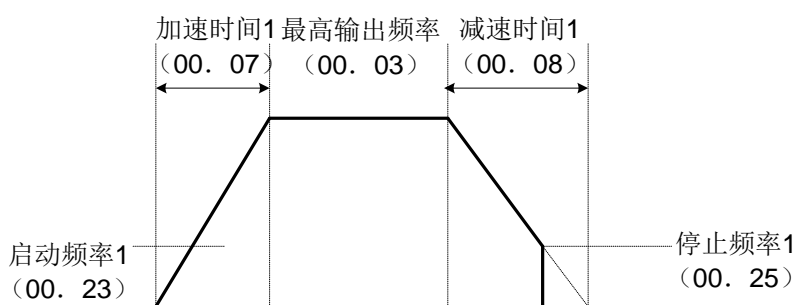 加速时间1 最高输出频率 减速时间1
（00．07） （00．03） （00．08）
启动频率1
（00．23）
停止频率1
（00．25）